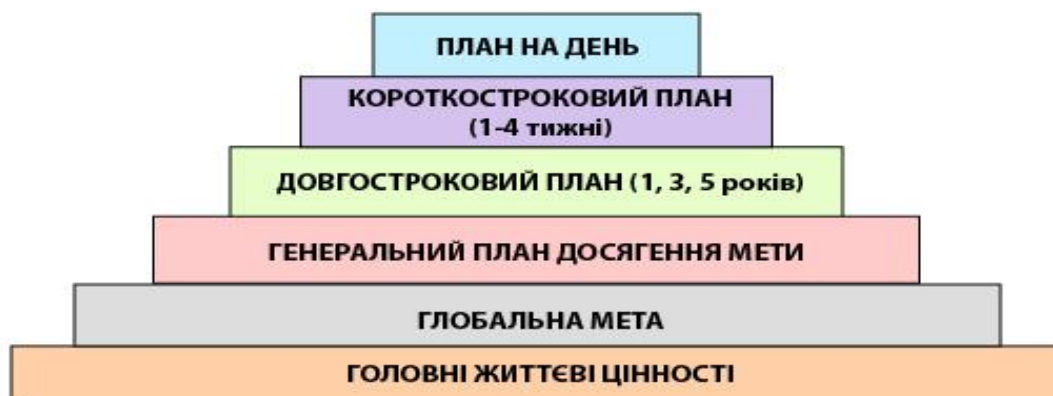 ПЛАН НА ДЕНЬ
КОРОТКОСТРОКОВИЙ ПЛАН
(1-4 тижні)
ДОВГОСТРОКОВИЙ ПЛАН (1, 3, 5 років)
ГЕНЕРАЛЬНИЙ ПЛАН ДОСЯГЕННЯ МЕТИ
ГЛОБАЛЬНА МЕТА
ГОЛОВНІ ЖИТТЄВІ ЦІННОСТІ